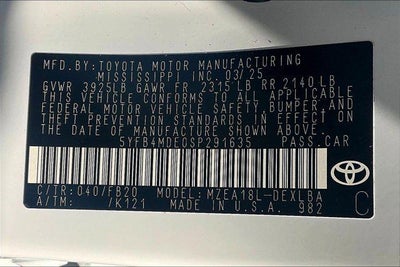 MFD.BY:TOYOTA MOTOR MANUFACTURING
MISSISSIPPI INC. 03/25
GVWR 3925LB GAWR FR 2315 LB RR 2140 LB
THIS VEHICLE CONFORMS TO ALL APPLICABLE
FEDERAL MOTOR VEHICLE SAFETY, BUMPER, AND
THEFT PREVENTION STANDARDS IN EFFECT ON
THE DATE OF MANUFACTURE SHOWN ABOVE.
5YFB4MDEGSP291635 PASS.CAR
C/TR:040/FB20 MODEL:MZEA18L-DEXLBA
A/TM: /K121 MADE IN U.S.A. 982 C